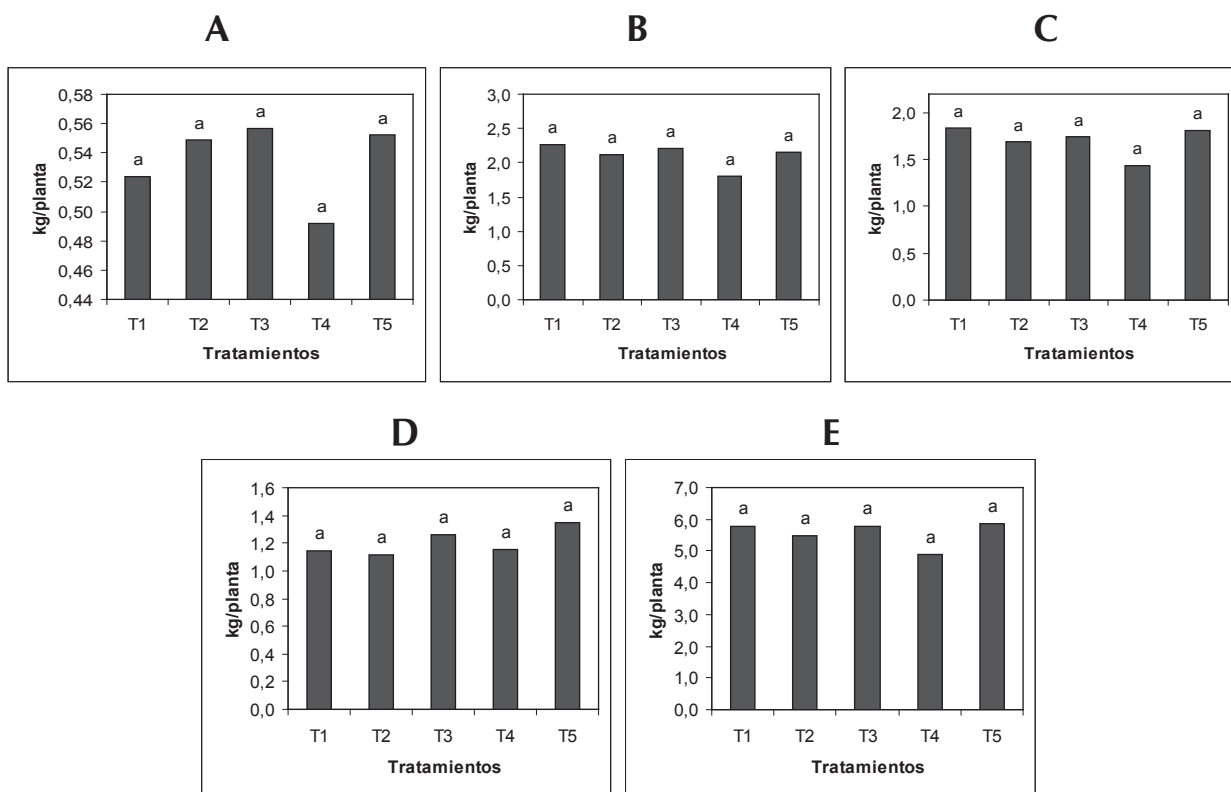 A
B
C
0,58
0,56
0,54
0,52
0,50
0,48
0,46
0,44
kg/planta
a
a
a
a
a
T1
T2
T3
T4
T5
Tratamientos
3,0
2,5
2,0
1,5
1,0
0,5
0,0
kg/planta
a
a
a
a
a
T1
T2
T3
T4
T5
Tratamientos
2,0
1,5
1,0
0,5
0,0
kg/planta
a
a
a
a
a
T1
T2
T3
T4
T5
Tratamientos
D
E
1,6
1,4
1,2
1,0
0,8
0,6
0,4
0,2
0,0
kg/planta
a
a
a
a
a
T1
T2
T3
T4
T5
Tratamientos
7,0
6,0
5,0
4,0
3,0
2,0
1,0
0,0
kg/planta
a
a
a
a
a
T1
T2
T3
T4
T5
Tratamientos